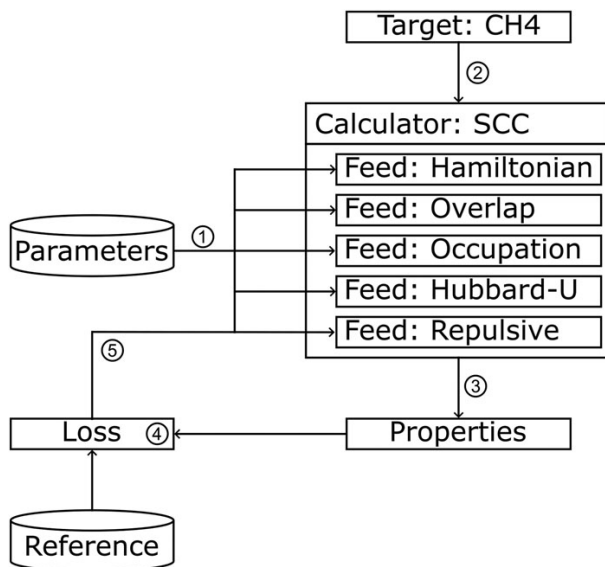 Target: CH4
②
Calculator: SCC
Feed: Hamiltonian
Feed: Overlap
Parameters
①
Feed: Occupation
Feed: Hubbard-U
Feed: Repulsive
⑤
③
Loss
④
Properties
Reference